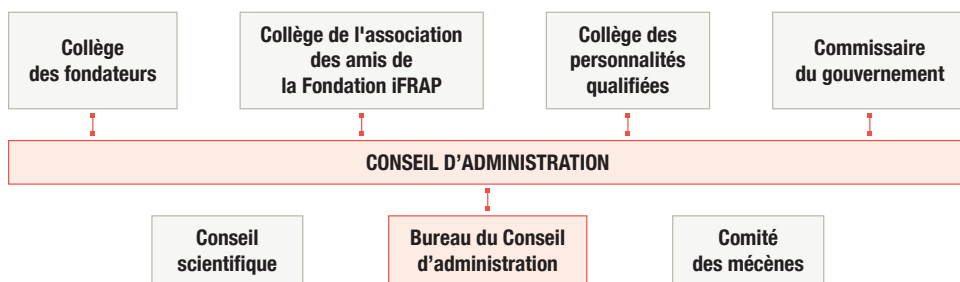 Collège
des fondateurs
Collège de l'association
des amis de
la Fondation iFRAP
Collège des
personnalités
qualifiées
Commissaire
du gouvernement
CONSEIL D'ADMINISTRATION
Conseil
scientifique
Bureau du Conseil
d'administration
Comité
des mécènes